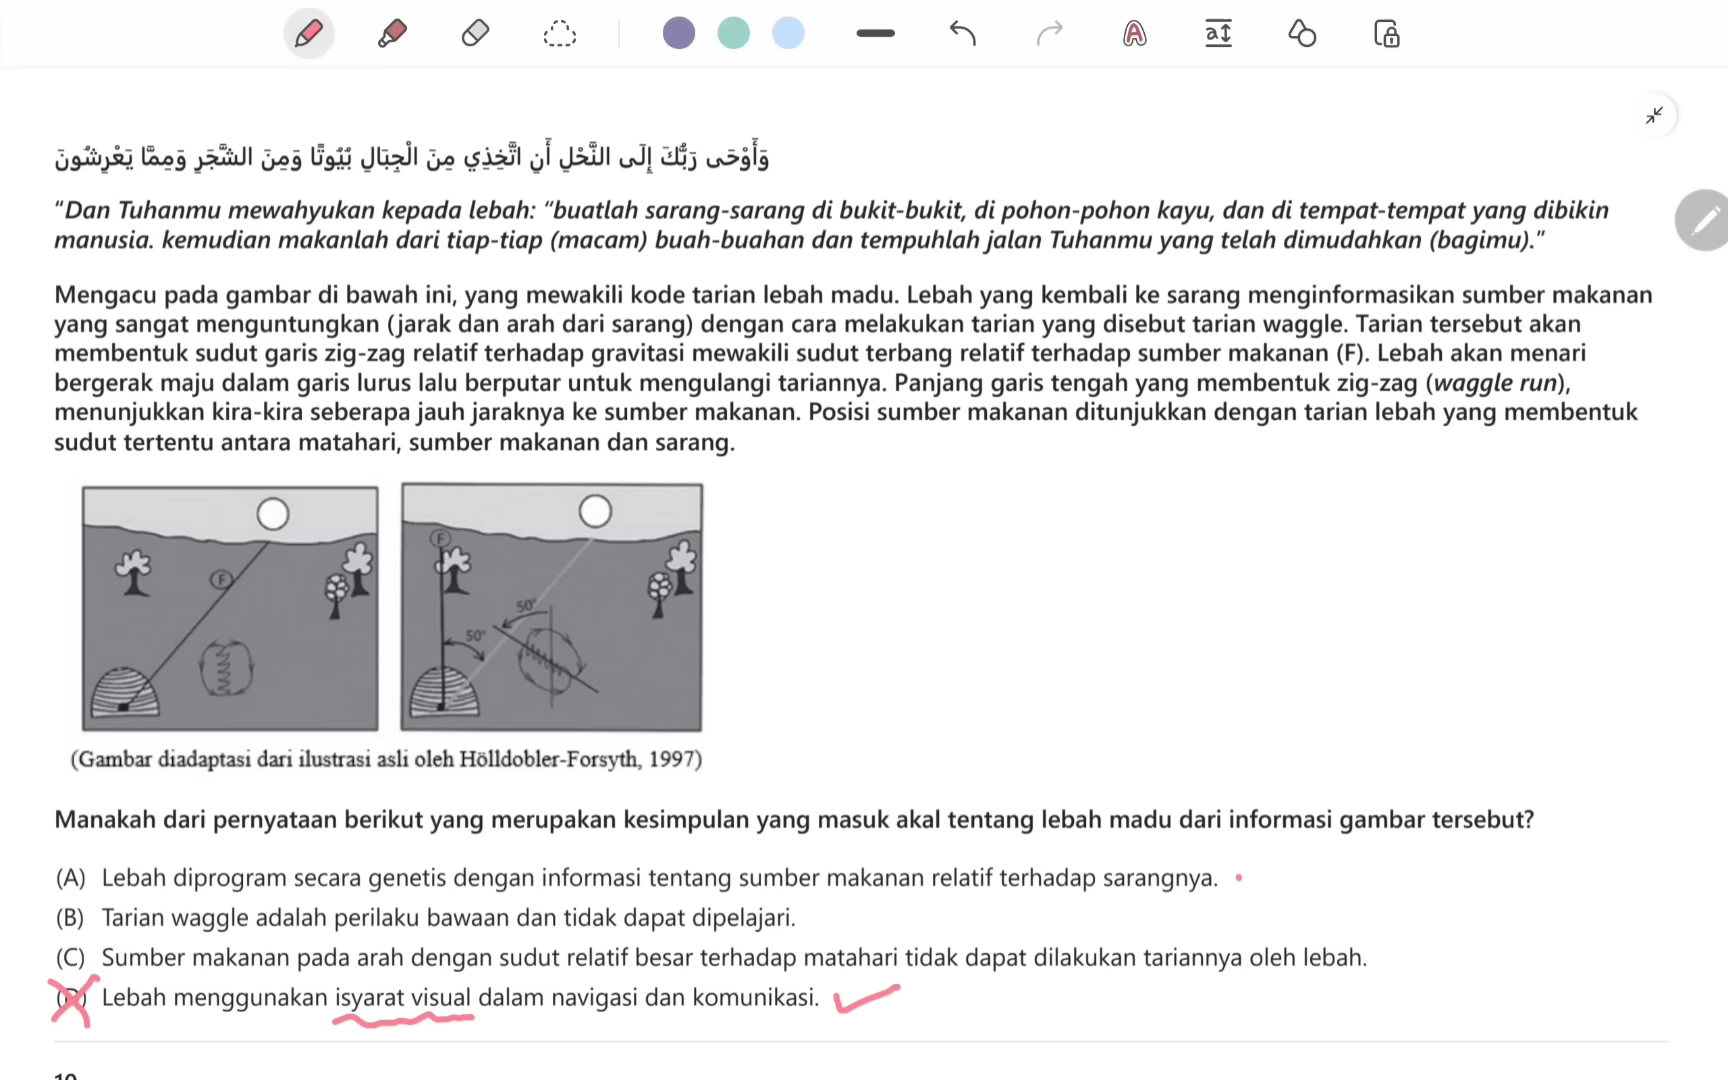 وَأَوْحَى رَبُّكَ إِلَى النَّحْلِ أَنِ اتَّخِذِي مِنَ الْجِبَالِ بُيُوتًا وَمِنَ الشَّجَرِ وَمِمَّا يَعْرِشُونَ
“Dan Tuhanmu mewahyukan kepada lebah: “buatlah sarang-sarang di bukit-bukit, di pohon-pohon kayu, dan di tempat-tempat yang dibikin
manusia. kemudian makanlah dari tiap-tiap (macam) buah-buahan dan tempuhlah jalan Tuhanmu yang telah dimudahkan (bagimu).”
Mengacu pada gambar di bawah ini, yang mewakili kode tarian lebah madu. Lebah yang kembali ke sarang menginformasikan sumber makanan
yang sangat menguntungkan (jarak dan arah dari sarang) dengan cara melakukan tarian yang disebut tarian waggle. Tarian tersebut akan
membentuk sudut garis zig-zag relatif terhadap gravitasi mewakili sudut terbang relatif terhadap sumber makanan (F). Lebah akan menari
bergerak maju dalam garis lurus lalu berputar untuk mengulangi tariannya. Panjang garis tengah yang membentuk zig-zag (waggle run),
menunjukkan kira-kira seberapa jauh jaraknya ke sumber makanan. Posisi sumber makanan ditunjukkan dengan tarian lebah yang membentuk
sudut tertentu antara matahari, sumber makanan dan sarang.
F
F
50°
50°
(Gambar diadaptasi dari ilustrasi asli oleh Hölldobler-Forsyth, 1997)
Manakah dari pernyataan berikut yang merupakan kesimpulan yang masuk akal tentang lebah madu dari informasi gambar tersebut?
(A) Lebah diprogram secara genetis dengan informasi tentang sumber makanan relatif terhadap sarangnya.
(B) Tarian waggle adalah perilaku bawaan dan tidak dapat dipelajari.
(C) Sumber makanan pada arah dengan sudut relatif besar terhadap matahari tidak dapat dilakukan tariannya oleh lebah.
(D) Lebah menggunakan isyarat visual dalam navigasi dan komunikasi.